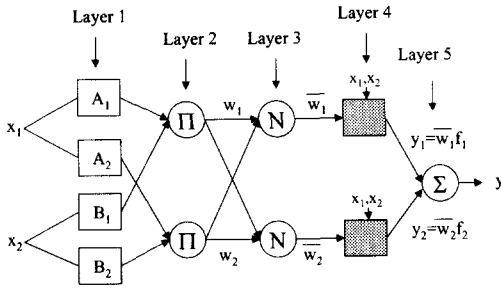 Layer 1
Layer 2
Layer 3
Layer 4
Layer 5
x₁
x₂
A₁
A₂
B₁
B₂
Π
Π
w₁
w₂
N
N
w̅₁
w̅₂
x₁,x₂
x₁,x₂
y₁=w̅₁f₁
y₂=w̅₂f₂
Σ
y